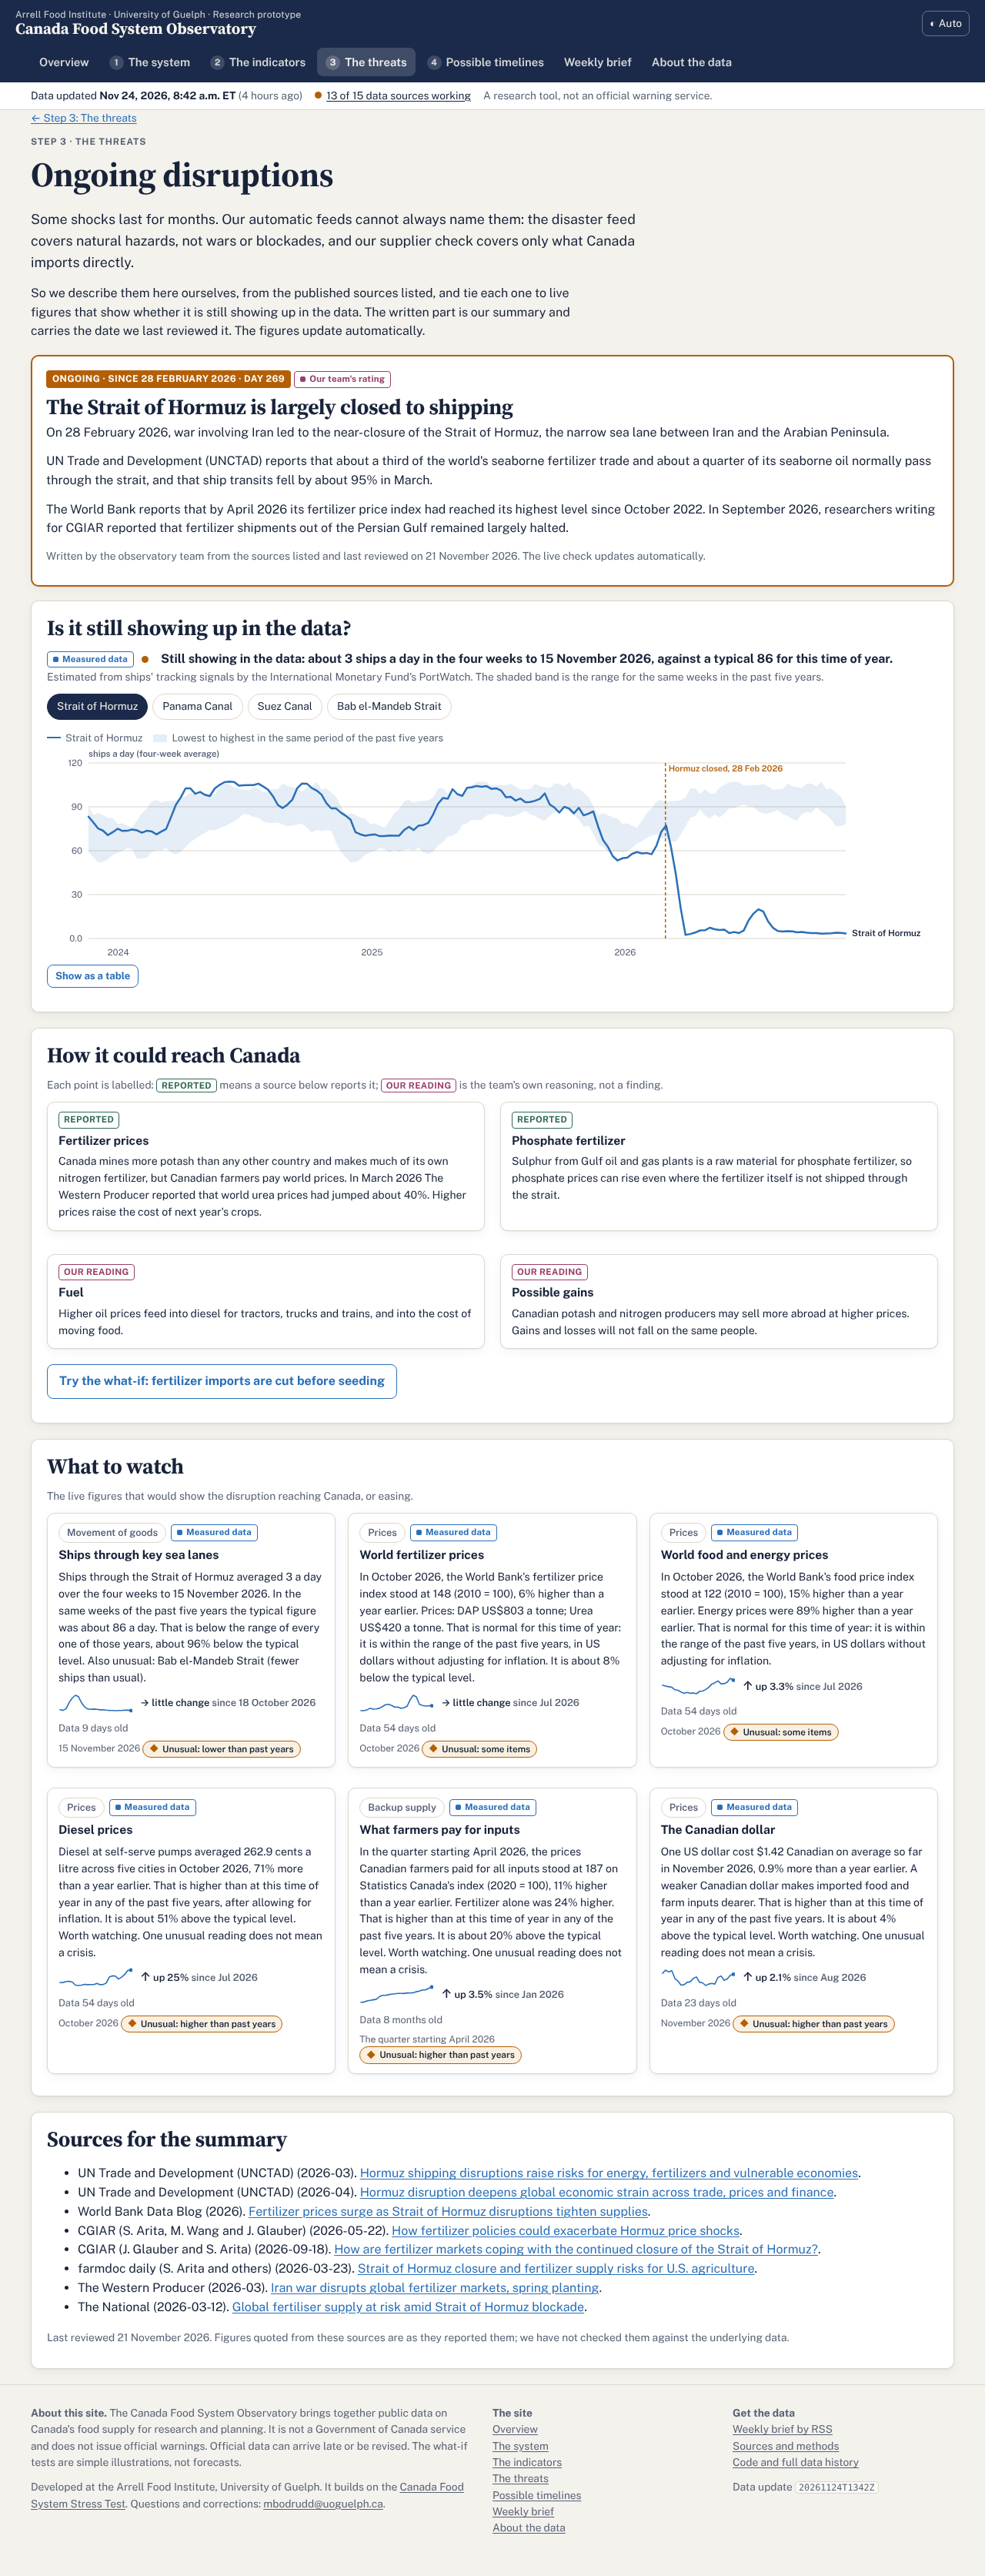 Arrell Food Institute · University of Guelph · Research prototype
Canada Food System Observatory
Auto
Overview
1 The system
2 The indicators
3 The threats
4 Possible timelines
Weekly brief
About the data
Data updated Nov 24, 2026, 8:42 a.m. ET (4 hours ago) 13 of 15 data sources working A research tool, not an official warning service.
← Step 3: The threats
STEP 3 · THE THREATS
Ongoing disruptions
Some shocks last for months. Our automatic feeds cannot always name them: the disaster feed
covers natural hazards, not wars or blockades, and our supplier check covers only what Canada
imports directly.
So we describe them here ourselves, from the published sources listed, and tie each one to live
figures that show whether it is still showing up in the data. The written part is our summary and
carries the date we last reviewed it. The figures update automatically.
ONGOING · SINCE 28 FEBRUARY 2026 · DAY 269
Our team's rating
The Strait of Hormuz is largely closed to shipping
On 28 February 2026, war involving Iran led to the near-closure of the Strait of Hormuz, the narrow sea lane between Iran and the Arabian Peninsula.
UN Trade and Development (UNCTAD) reports that about a third of the world's seaborne fertilizer trade and about a quarter of its seaborne oil normally pass
through the strait, and that ship transits fell by about 95% in March.
The World Bank reports that by April 2026 its fertilizer price index had reached its highest level since October 2022. In September 2026, researchers writing
for CGIAR reported that fertilizer shipments out of the Persian Gulf remained largely halted.
Written by the observatory team from the sources listed and last reviewed on 21 November 2026. The live check updates automatically.
Is it still showing up in the data?
Measured data
Still showing in the data: about 3 ships a day in the four weeks to 15 November 2026, against a typical 86 for this time of year.
Estimated from ships' tracking signals by the International Monetary Fund's PortWatch. The shaded band is the range for the same weeks in the past five years.
Strait of Hormuz
Panama Canal
Suez Canal
Bab el-Mandeb Strait
Strait of Hormuz
Lowest to highest in the same period of the past five years
ships a day (four-week average)
120
Hormuz closed, 28 Feb 2026
90
60
30
0.0
Strait of Hormuz
2024
2025
2026
Show as a table
How it could reach Canada
Each point is labelled: REPORTED means a source below reports it; OUR READING is the team's own reasoning, not a finding.
REPORTED
Fertilizer prices
Canada mines more potash than any other country and makes much of its own
nitrogen fertilizer, but Canadian farmers pay world prices. In March 2026 The
Western Producer reported that world urea prices had jumped about 40%. Higher
prices raise the cost of next year's crops.
REPORTED
Phosphate fertilizer
Sulphur from Gulf oil and gas plants is a raw material for phosphate fertilizer, so
phosphate prices can rise even where the fertilizer itself is not shipped through
the strait.
OUR READING
Fuel
Higher oil prices feed into diesel for tractors, trucks and trains, and into the cost of
moving food.
OUR READING
Possible gains
Canadian potash and nitrogen producers may sell more abroad at higher prices.
Gains and losses will not fall on the same people.
Try the what-if: fertilizer imports are cut before seeding
What to watch
The live figures that would show the disruption reaching Canada, or easing.
Movement of goods
Measured data
Ships through key sea lanes
Ships through the Strait of Hormuz averaged 3 a day
over the four weeks to 15 November 2026. In the
same weeks of the past five years the typical figure
was about 86 a day. That is below the range of every
one of those years, about 96% below the typical
level. Also unusual: Bab el-Mandeb Strait (fewer
ships than usual).
→ little change since 18 October 2026
Data 9 days old
15 November 2026
Unusual: lower than past years
Prices
Measured data
World fertilizer prices
In October 2026, the World Bank's fertilizer price
index stood at 148 (2010 = 100), 6% higher than a
year earlier. Prices: DAP US$803 a tonne; Urea
US$420 a tonne. That is normal for this time of year:
it is within the range of the past five years, in US
dollars without adjusting for inflation. It is about 8%
below the typical level.
→ little change since Jul 2026
Data 54 days old
October 2026
Unusual: some items
Prices
Measured data
World food and energy prices
In October 2026, the World Bank's food price index
stood at 122 (2010 = 100), 15% higher than a year
earlier. Energy prices were 89% higher than a year
earlier. That is normal for this time of year: it is within
the range of the past five years, in US dollars without
adjusting for inflation.
↑ up 3.3% since Jul 2026
Data 54 days old
October 2026
Unusual: some items
Prices
Measured data
Diesel prices
Diesel at self-serve pumps averaged 262.9 cents a
litre across five cities in October 2026, 71% more
than a year earlier. That is higher than at this time of
year in any of the past five years, after allowing for
inflation. It is about 51% above the typical level.
Worth watching. One unusual reading does not mean
a crisis.
↑ up 25% since Jul 2026
Data 54 days old
October 2026
Unusual: higher than past years
Backup supply
Measured data
What farmers pay for inputs
In the quarter starting April 2026, the prices
Canadian farmers paid for all inputs stood at 187 on
Statistics Canada's index (2020 = 100), 11% higher
than a year earlier. Fertilizer alone was 24% higher.
That is higher than at this time of year in any of the
past five years. It is about 20% above the typical
level. Worth watching. One unusual reading does not
mean a crisis.
↑ up 3.5% since Jan 2026
Data 8 months old
The quarter starting April 2026
Unusual: higher than past years
Prices
Measured data
The Canadian dollar
One US dollar cost $1.42 Canadian on average so far
in November 2026, 0.9% more than a year earlier. A
weaker Canadian dollar makes imported food and
farm inputs dearer. That is higher than at this time of
year in any of the past five years. It is about 4%
above the typical level. Worth watching. One unusual
reading does not mean a crisis.
↑ up 2.1% since Aug 2026
Data 23 days old
November 2026
Unusual: higher than past years
Sources for the summary
• UN Trade and Development (UNCTAD) (2026-03). Hormuz shipping disruptions raise risks for energy, fertilizers and vulnerable economies.
• UN Trade and Development (UNCTAD) (2026-04). Hormuz disruption deepens global economic strain across trade, prices and finance.
• World Bank Data Blog (2026). Fertilizer prices surge as Strait of Hormuz disruptions tighten supplies.
• CGIAR (S. Arita, M. Wang and J. Glauber) (2026-05-22). How fertilizer policies could exacerbate Hormuz price shocks.
• CGIAR (J. Glauber and S. Arita) (2026-09-18). How are fertilizer markets coping with the continued closure of the Strait of Hormuz?.
• farmdoc daily (S. Arita and others) (2026-03-23). Strait of Hormuz closure and fertilizer supply risks for U.S. agriculture.
• The Western Producer (2026-03). Iran war disrupts global fertilizer markets, spring planting.
• The National (2026-03-12). Global fertiliser supply at risk amid Strait of Hormuz blockade.
Last reviewed 21 November 2026. Figures quoted from these sources are as they reported them; we have not checked them against the underlying data.
About this site. The Canada Food System Observatory brings together public data on
Canada's food supply for research and planning. It is not a Government of Canada service
and does not issue official warnings. Official data can arrive late or be revised. The what-if
tests are simple illustrations, not forecasts.
Developed at the Arrell Food Institute, University of Guelph. It builds on the Canada Food
System Stress Test. Questions and corrections: mbodrudd@uoguelph.ca.
The site
Overview
The system
The indicators
The threats
Possible timelines
Weekly brief
About the data
Get the data
Weekly brief by RSS
Sources and methods
Code and full data history
Data update 20261124T1342Z